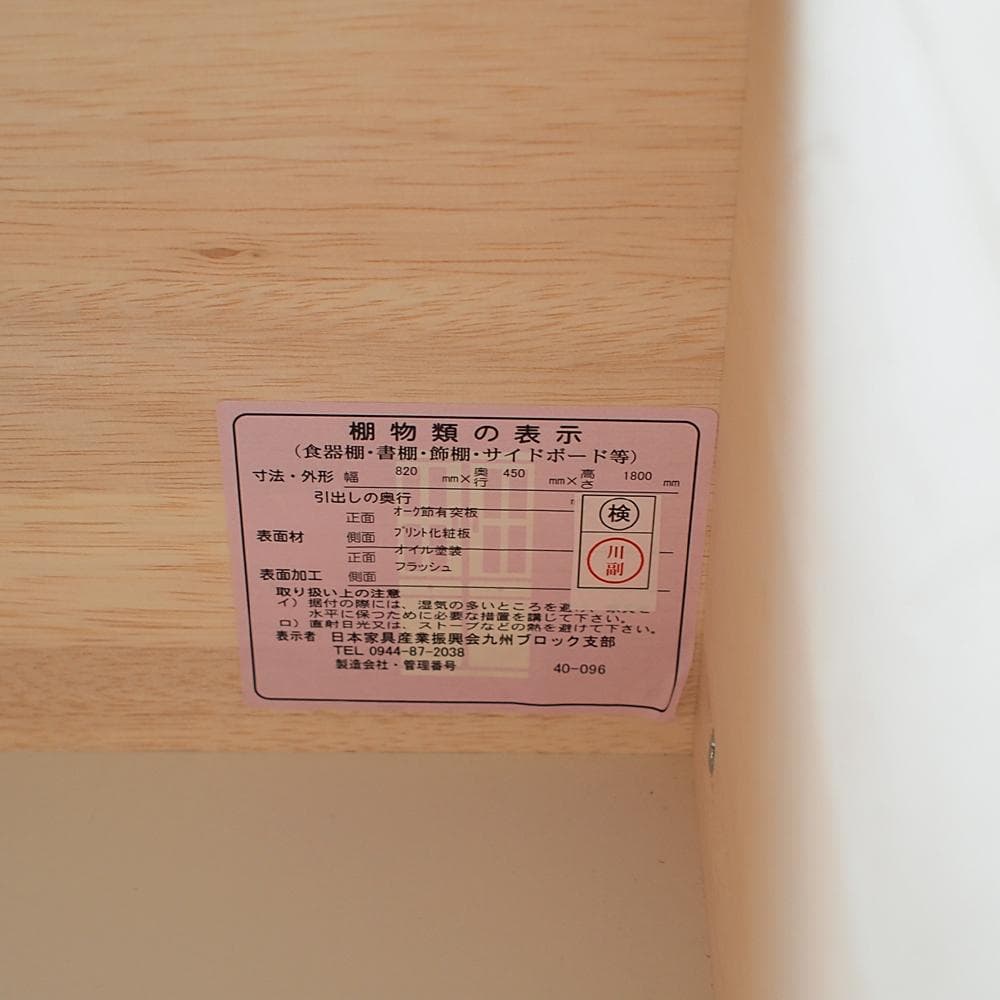 棚物類の表示
(食器棚・書棚・飾棚・サイドボード等)
寸法・外形 幅 820 mm×奥行 450 mm×高さ 1800 mm
引出しの奥行
表面材 正面 オーク節有突板
側面 プリント化粧板
表面加工 正面 オイル塗装
側面 フラッシュ
検
川副
取り扱い上の注意
イ) 据付の際には、湿気の多いところを避け、
水平に保つために必要な措置を講じて下さい。
ロ) 直射日光又は、ストーブなどの熱を避けて下さい。
表示者 日本家具産業振興会九州ブロック支部
TEL 0944-87-2038
製造会社・管理番号 40-096